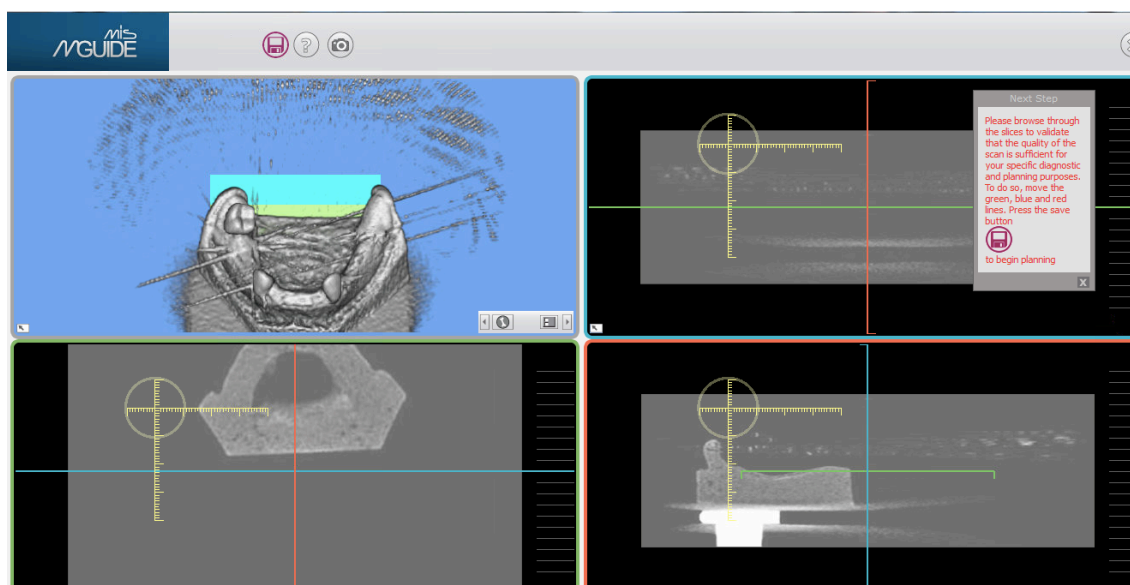 mis
MGUIDE
?
Next Step
Please browse through
the slices to validate
that the quality of the
scan is sufficient for
your specific diagnostic
and planning purposes.
To do so, move the
green, blue and red
lines. Press the save
button
to begin planning
X